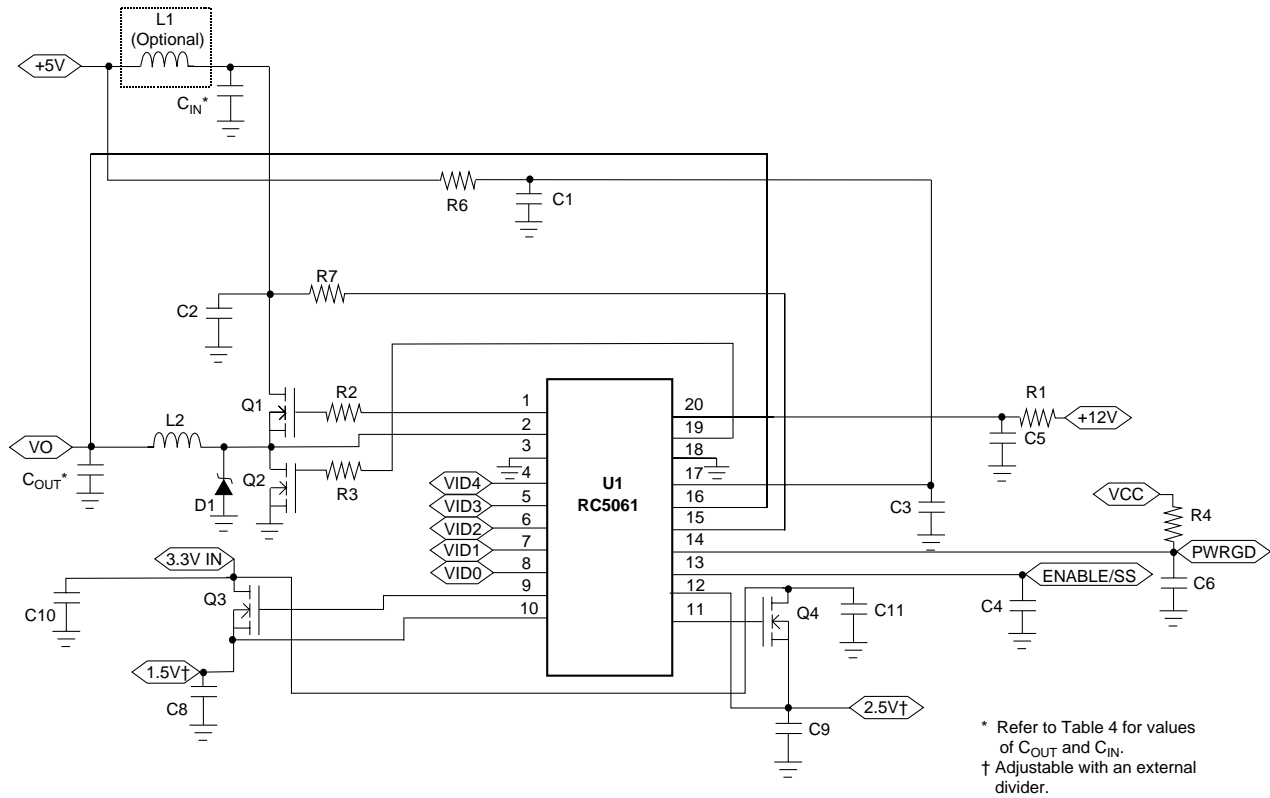 L1
(Optional)
+5V
CIN*
R6
C1
R7
C2
Q1
R2
L2
VO
COUT*
Q2
R3
D1
1
2
3
4
5
6
7
8
9
10
VID4
VID3
VID2
VID1
VID0
U1
RC5061
20
19
18
17
16
15
14
13
12
11
R1
+12V
C5
C3
VCC
R4
PWRGD
C6
ENABLE/SS
C4
3.3V IN
C10
Q3
1.5V†
C8
Q4
C11
2.5V†
C9
* Refer to Table 4 for values
of COUT and CIN.
† Adjustable with an external
divider.